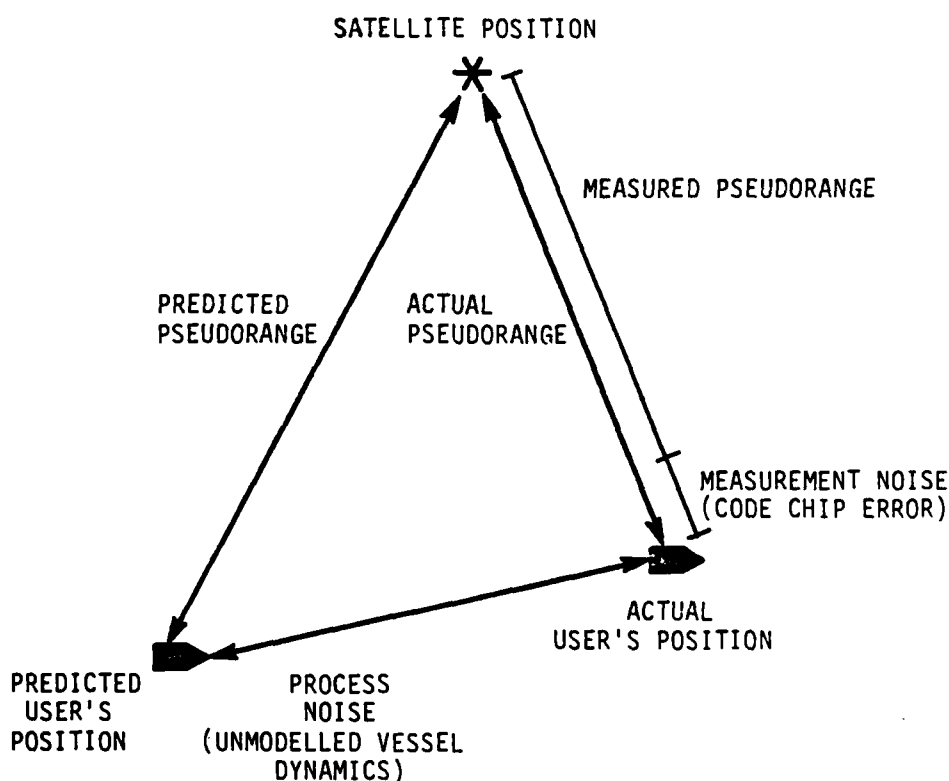 SATELLITE POSITION
MEASURED PSEUDORANGE
PREDICTED
PSEUDORANGE
ACTUAL
PSEUDORANGE
MEASUREMENT NOISE
(CODE CHIP ERROR)
ACTUAL
USER'S POSITION
PREDICTED
USER'S
POSITION
PROCESS
NOISE
(UNMODELLED VESSEL
DYNAMICS)